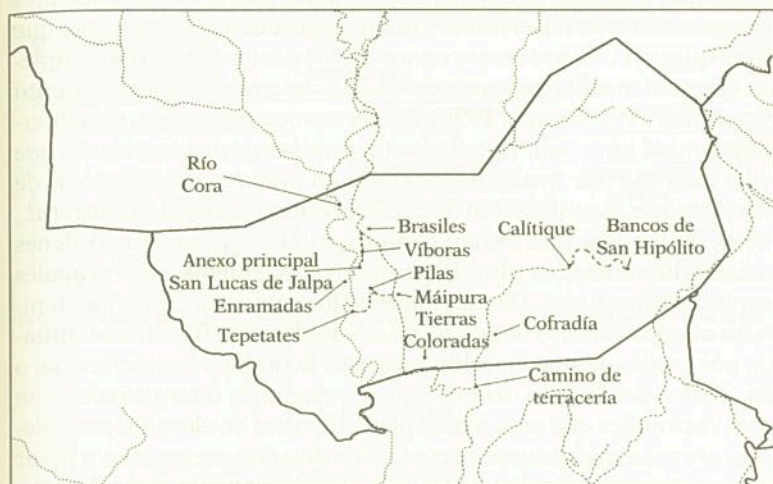 Río
Cora
Brasiles
Víboras
Anexo principal
San Lucas de Jalpa
Pilas
Enramadas
Máipura
Tepetates
Tierras
Coloradas
Calítique
Bancos de
San Hipólito
Cofradía
Camino de
terracería